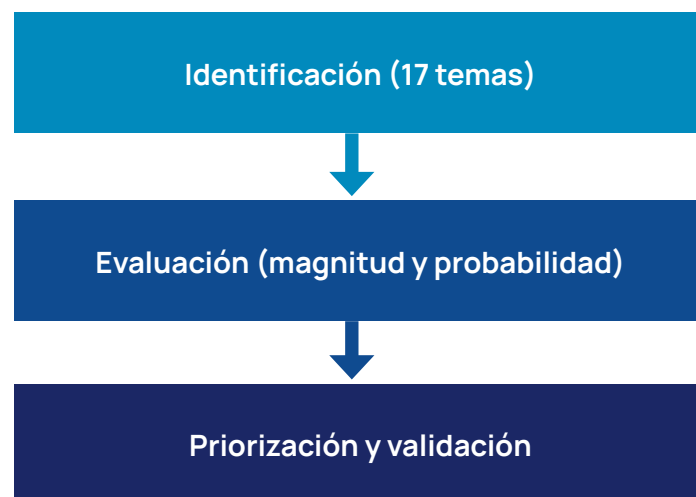 Identificación (17 temas)
Evaluación (magnitud y probabilidad)
Priorización y validación